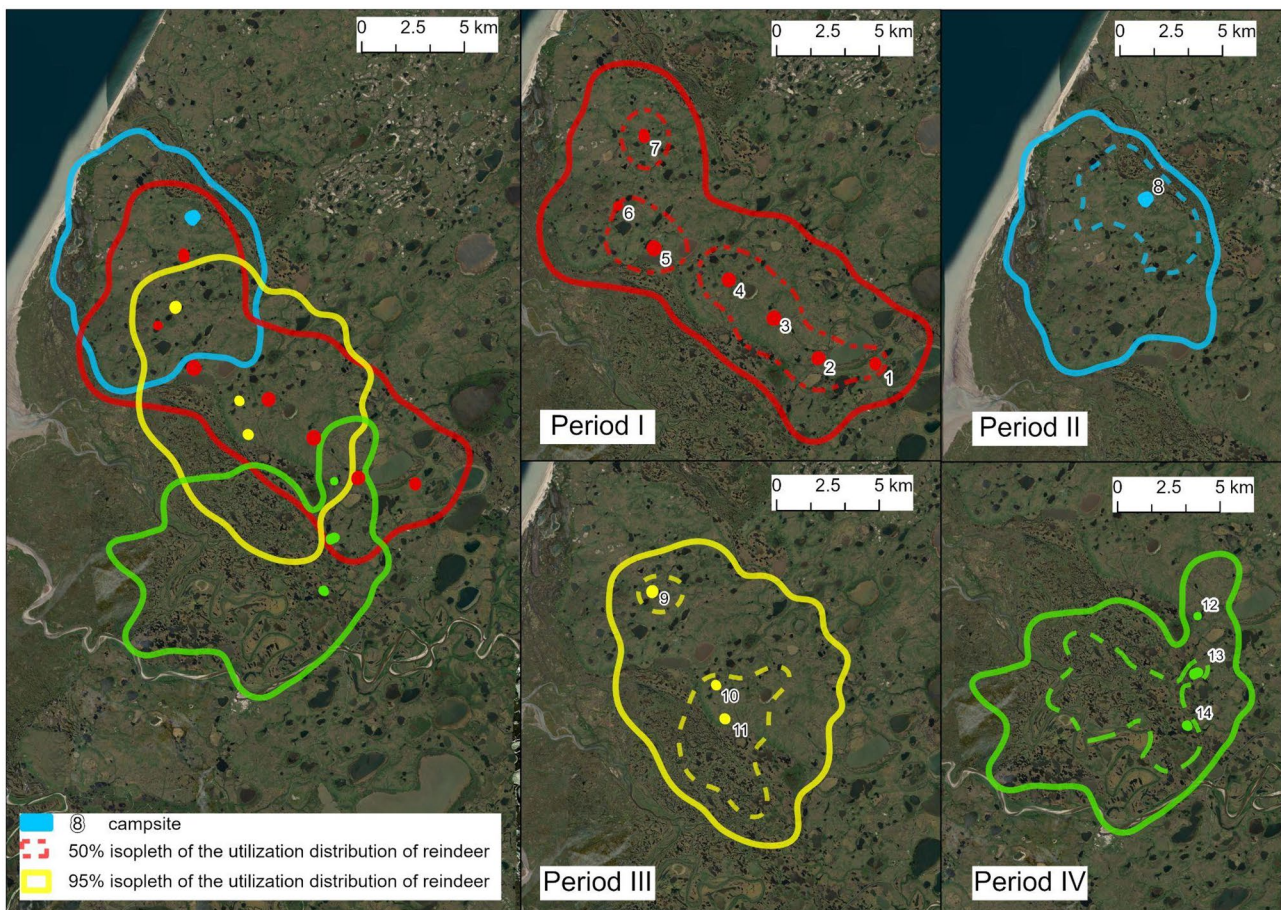 0 2.5 5 km
8 campsite
50% isopleth of the utilization distribution of reindeer
95% isopleth of the utilization distribution of reindeer
0 2.5 5 km
7
6
5
4
3
2
1
Period I
0 2.5 5 km
8
Period II
0 2.5 5 km
9
10
11
Period III
0 2.5 5 km
12
13
14
Period IV